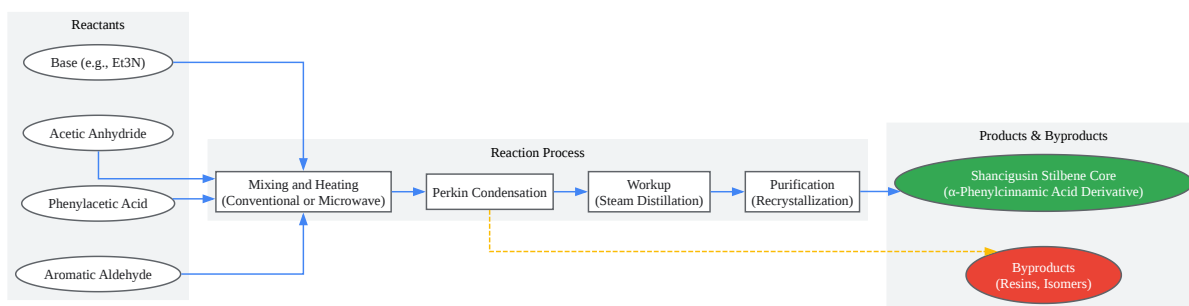 Reactants
Base (e.g., Et3N)
Acetic Anhydride
Phenylacetic Acid
Aromatic Aldehyde
Reaction Process
Mixing and Heating
(Conventional or Microwave)
Perkin Condensation
Workup
(Steam Distillation)
Purification
(Recrystallization)
Products & Byproducts
Shancigusin Stilbene Core
(α-Phenylcinnamic Acid Derivative)
Byproducts
(Resins, Isomers)